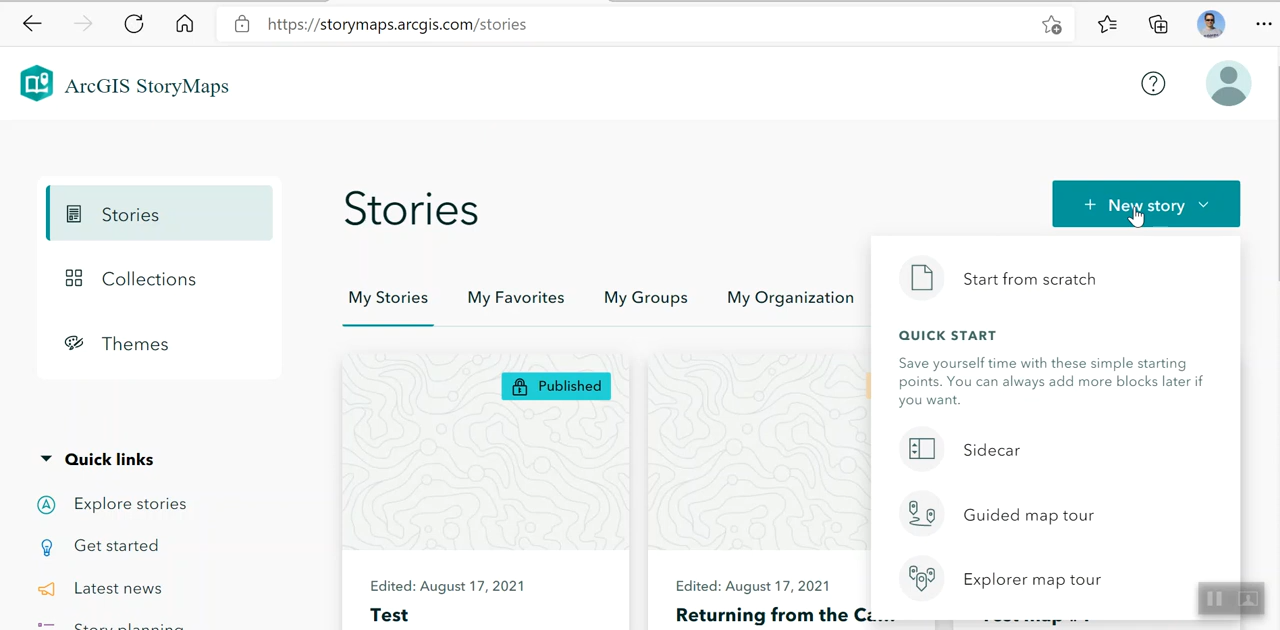 https://storymaps.arcgis.com/stories
ArcGIS StoryMaps
Stories
Collections
Themes
Quick links
Explore stories
Get started
Latest news
Stories
+ New story
My Stories
My Favorites
My Groups
My Organization
Published
Edited: August 17, 2021
Test
Edited: August 17, 2021
Returning from the
Start from scratch
QUICK START
Save yourself time with these simple starting
points. You can always add more blocks later if
you want.
Sidecar
Guided map tour
Explorer map tour